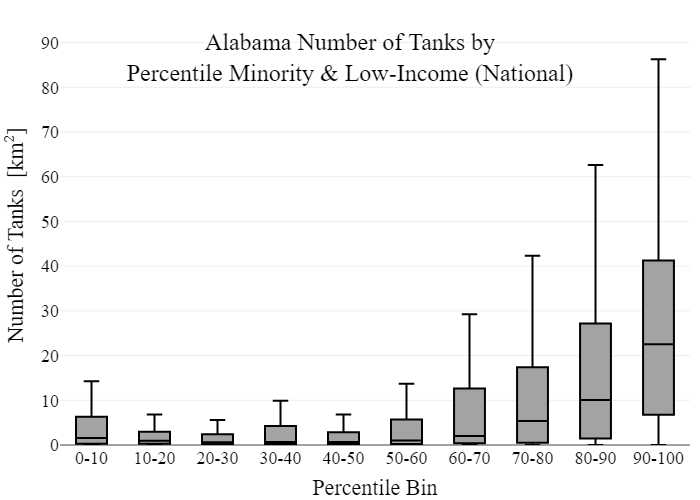 Alabama Number of Tanks by
Percentile Minority & Low-Income (National)
Number of Tanks [km²]
90
80
70
60
50
40
30
20
10
0
0-10 10-20 20-30 30-40 40-50 50-60 60-70 70-80 80-90 90-100
Percentile Bin